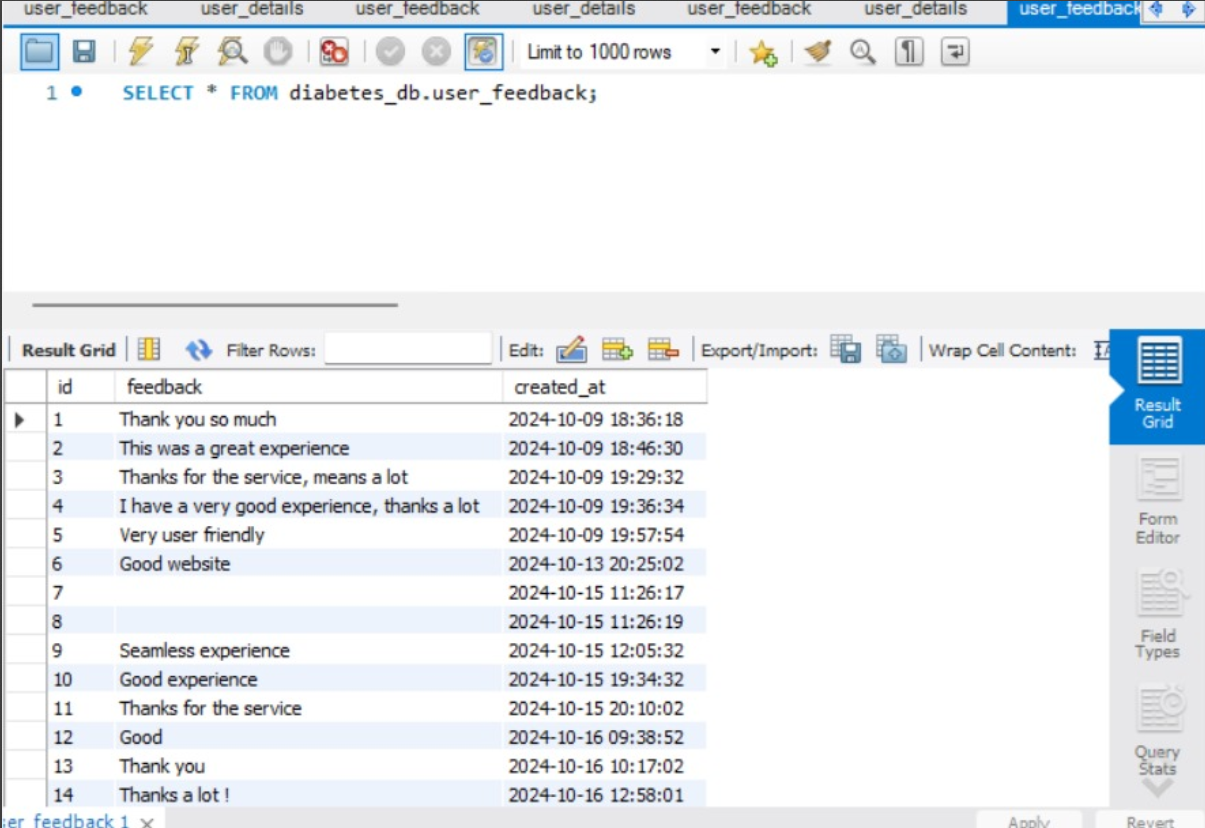 user_feedback user_details user_feedback user_details user_feedback user_details user_feedback
Limit to 1000 rows
1 SELECT * FROM diabetes_db.user_feedback;
Result Grid Filter Rows: Edit: Export/Import: Wrap Cell Content:
id feedback created_at
1 Thank you so much 2024-10-09 18:36:18
2 This was a great experience 2024-10-09 18:46:30
3 Thanks for the service, means a lot 2024-10-09 19:29:32
4 I have a very good experience, thanks a lot 2024-10-09 19:36:34
5 Very user friendly 2024-10-09 19:57:54
6 Good website 2024-10-13 20:25:02
7 2024-10-15 11:26:17
8 2024-10-15 11:26:19
9 Seamless experience 2024-10-15 12:05:32
10 Good experience 2024-10-15 19:34:32
11 Thanks for the service 2024-10-15 20:10:02
12 Good 2024-10-16 09:38:52
13 Thank you 2024-10-16 10:17:02
14 Thanks a lot ! 2024-10-16 12:58:01
Result
Grid
Form
Editor
Field
Types
Query
Stats
ser_feedback 1
Apply Revert